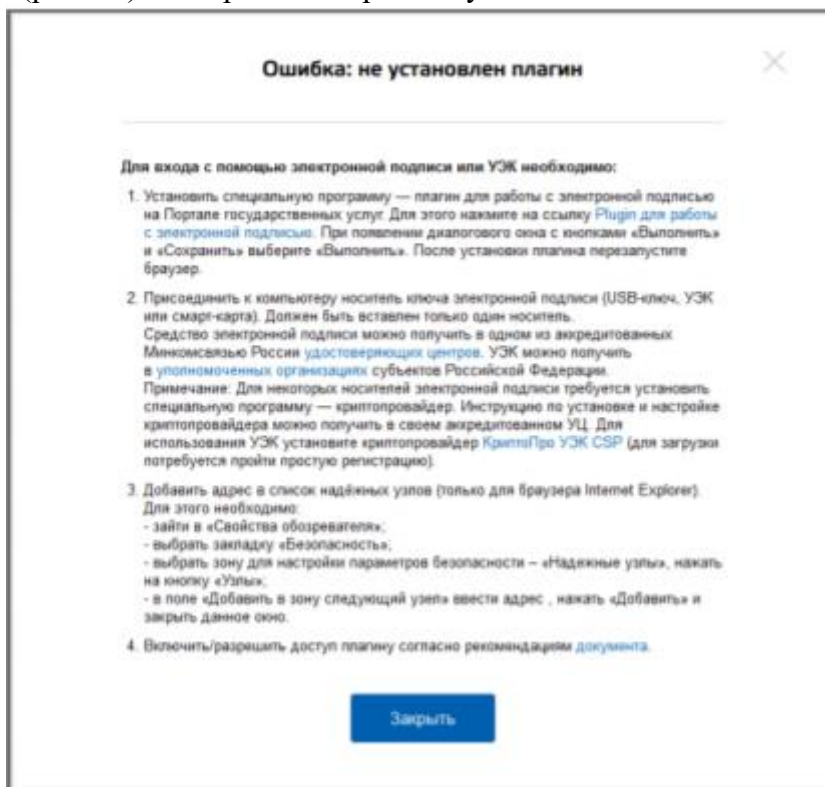 Ошибка: не установлен плагин
Для входа с помощью электронной подписи или УЭК необходимо:
1. Установить специальную программу — плагин для работы с электронной подписью
на Портале государственных услуг. Для этого нажмите на ссылку Plugin для работы
с электронной подписью. При появлении диалогового окна с кнопками «Выполнить»
и «Сохранить» выберите «Выполнить». После установки плагина перезапустите
браузер.
2. Присоединить к компьютеру носитель ключа электронной подписи (USB-ключ, УЭК
или смарт-карта). Должен быть вставлен только один носитель.
Средство электронной подписи можно получить в одном из аккредитованных
Минкомсвязью России удостоверяющих центров. УЭК можно получить
в уполномоченных организациях субъектов Российской Федерации.
Примечание: Для некоторых носителей электронной подписи требуется установить
специальную программу — криптопровайдер. Инструкцию по установке и настройке
криптопровайдера можно получить в своем аккредитованном УЦ. Для
использования УЭК установите криптопровайдер КриптоПро УЭК CSP (для загрузки
потребуется пройти простую регистрацию).
3. Добавить адрес в список надёжных узлов (только для браузера Internet Explorer).
Для этого необходимо:
- зайти в «Свойства обозревателя»;
- выбрать закладку «Безопасность»;
- выбрать зону для настройки параметров безопасности – «Надежные узлы», нажать
на кнопку «Узлы»;
- в поле «Добавить в зону следующий узел» ввести адрес , нажать «Добавить» и
закрыть данное окно.
4. Включить/разрешить доступ плагину согласно рекомендациям документа.
Закрыть